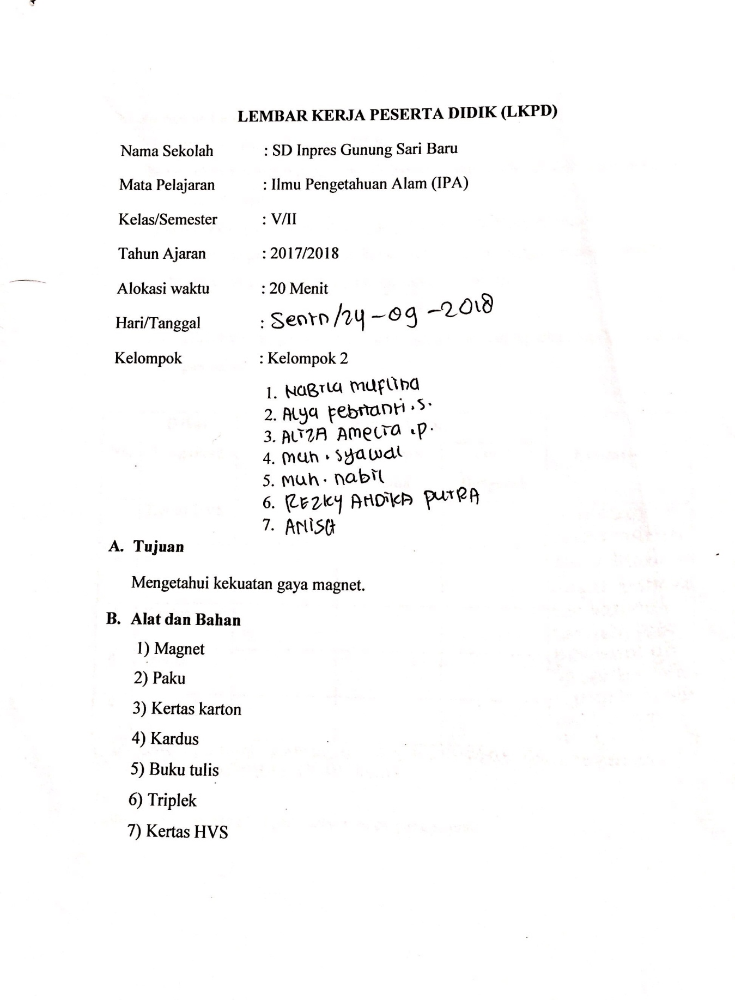 LEMBAR KERJA PESERTA DIDIK (LKPD)
Nama Sekolah : SD Inpres Gunung Sari Baru
Mata Pelajaran : Ilmu Pengetahuan Alam (IPA)
Kelas/Semester : V/II
Tahun Ajaran : 2017/2018
Alokasi waktu : 20 Menit
Hari/Tanggal : Senin/24-09-2018
Kelompok : Kelompok 2
1. NaBila muflina
2. Alya febrianti.s.
3. ALIZA AmeLia.p.
4. muh. syawal
5. muh. nabil
6. REZKY ANDiKA PutRA
7. ANiSa
A. Tujuan
Mengetahui kekuatan gaya magnet.
B. Alat dan Bahan
1) Magnet
2) Paku
3) Kertas karton
4) Kardus
5) Buku tulis
6) Triplek
7) Kertas HVS